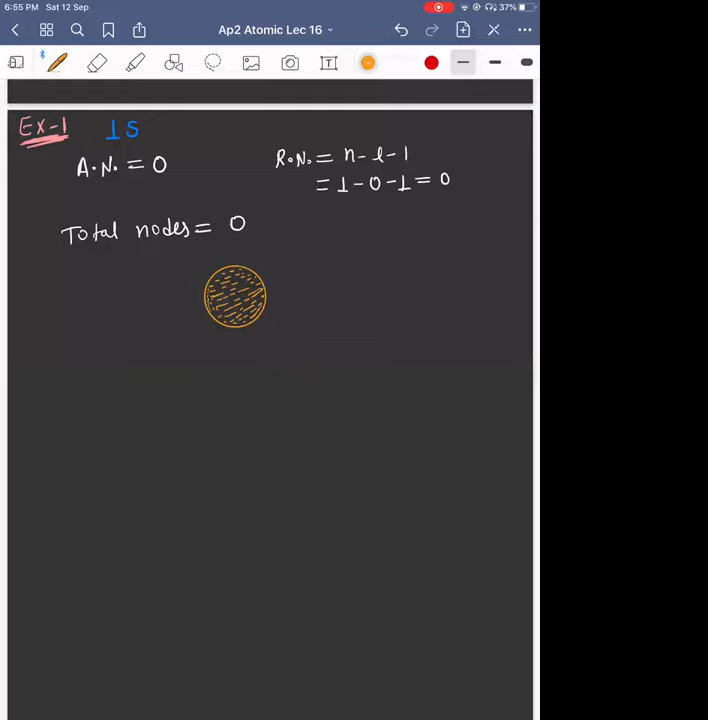 6:55 PM Sat 12 Sep 37%
Ap2 Atomic Lec 16
T
Ex-1 1S
A.N. = 0 R.N. = n - l - 1
= 1 - 0 - 1 = 0
Total nodes = 0